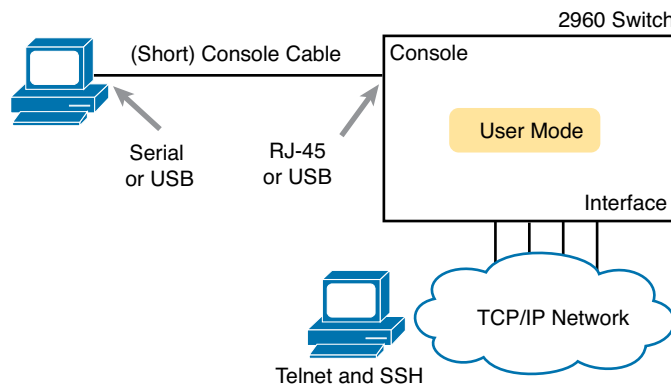 2960 Switch
(Short) Console Cable
Console
User Mode
Serial
or USB
RJ-45
or USB
Interface
TCP/IP Network
Telnet and SSH